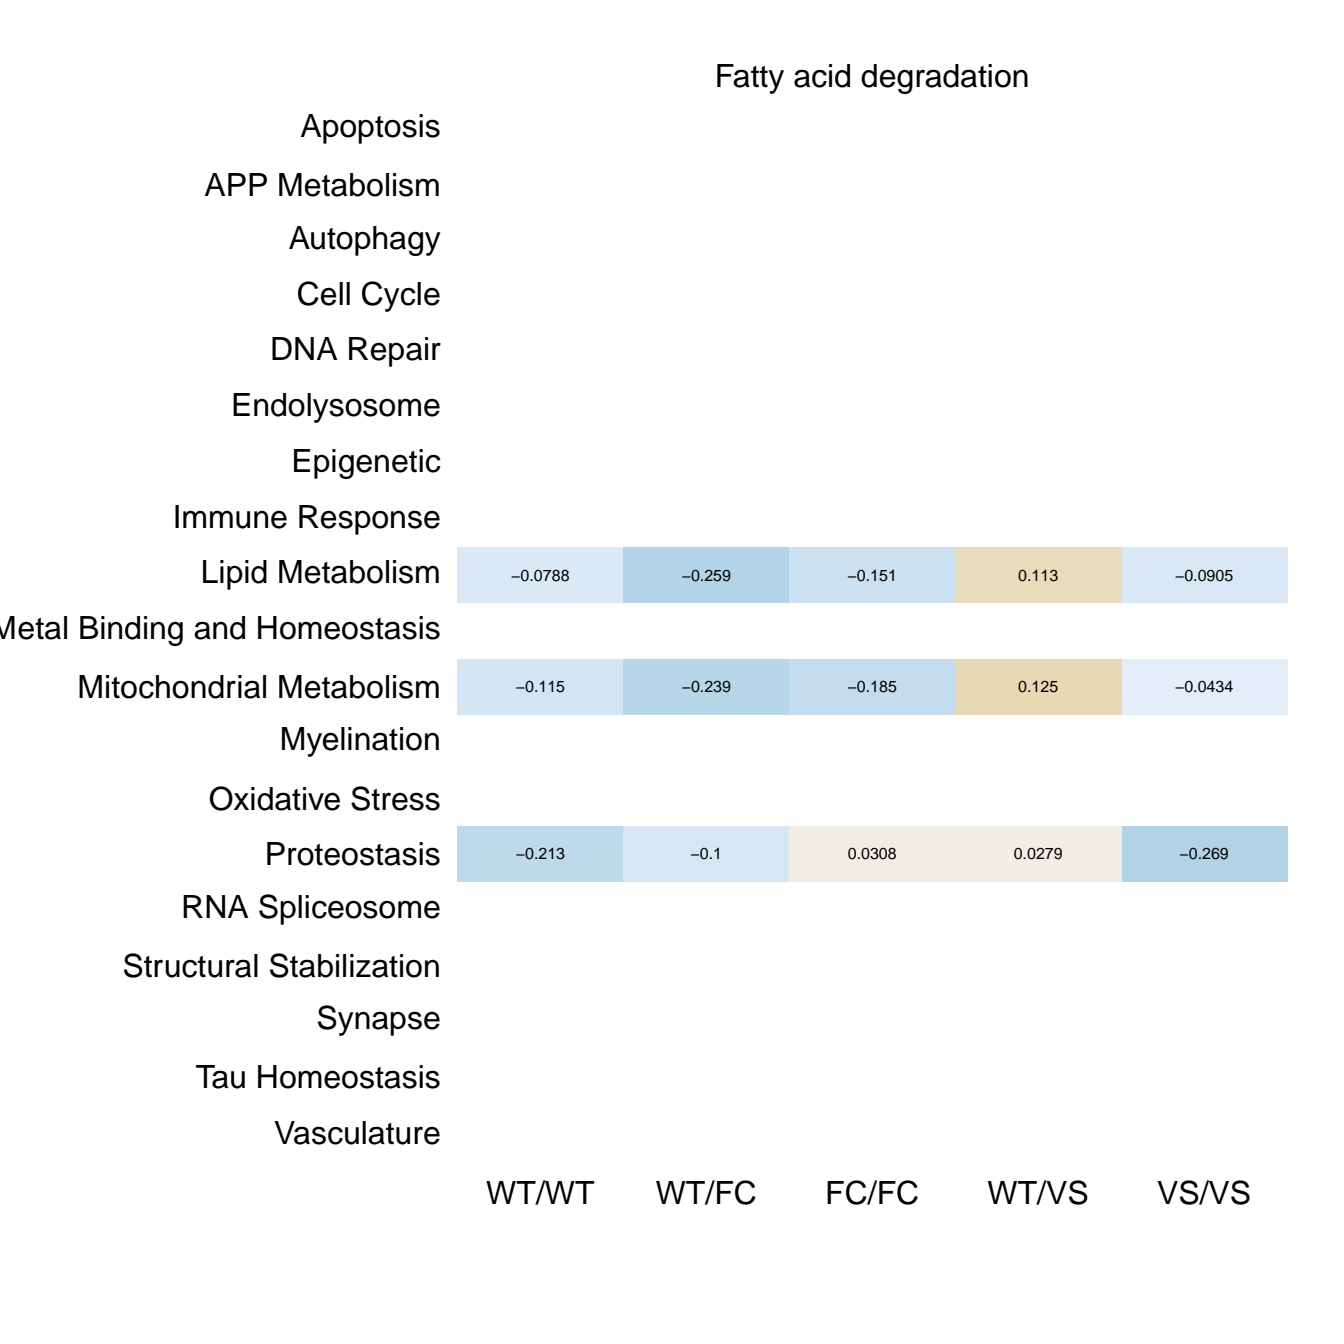 Fatty acid degradation
Apoptosis
APP Metabolism
Autophagy
Cell Cycle
DNA Repair
Endolysosome
Epigenetic
Immune Response
Lipid Metabolism −0.0788 −0.259 −0.151 0.113 −0.0905
Metal Binding and Homeostasis
Mitochondrial Metabolism −0.115 −0.239 −0.185 0.125 −0.0434
Myelination
Oxidative Stress
Proteostasis −0.213 −0.1 0.0308 0.0279 −0.269
RNA Spliceosome
Structural Stabilization
Synapse
Tau Homeostasis
Vasculature
WT/WT WT/FC FC/FC WT/VS VS/VS